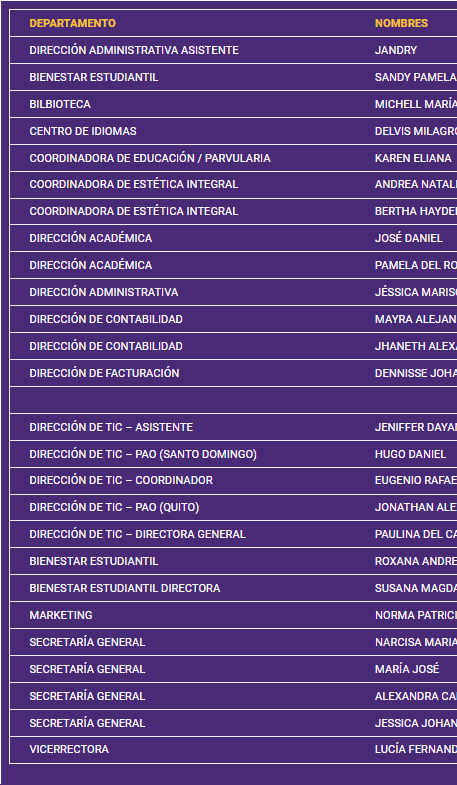 DEPARTAMENTO NOMBRES
DIRECCIÓN ADMINISTRATIVA ASISTENTE JANDRY
BIENESTAR ESTUDIANTIL SANDY PAMELA
BILBIOTECA MICHELL MARÍA
CENTRO DE IDIOMAS DELVIS MILAGRO
COORDINADORA DE EDUCACIÓN / PARVULARIA KAREN ELIANA
COORDINADORA DE ESTÉTICA INTEGRAL ANDREA NATALI
COORDINADORA DE ESTÉTICA INTEGRAL BERTHA HAYDE
DIRECCIÓN ACADÉMICA JOSÉ DANIEL
DIRECCIÓN ACADÉMICA PAMELA DEL RO
DIRECCIÓN ADMINISTRATIVA JÉSSICA MARIS
DIRECCIÓN DE CONTABILIDAD MAYRA ALEJAN
DIRECCIÓN DE CONTABILIDAD JHANETH ALEX
DIRECCIÓN DE FACTURACIÓN DENNISSE JOHA
DIRECCIÓN DE TIC – ASISTENTE JENIFFER DAYA
DIRECCIÓN DE TIC – PAO (SANTO DOMINGO) HUGO DANIEL
DIRECCIÓN DE TIC – COORDINADOR EUGENIO RAFAE
DIRECCIÓN DE TIC – PAO (QUITO) JONATHAN ALE
DIRECCIÓN DE TIC – DIRECTORA GENERAL PAULINA DEL CA
BIENESTAR ESTUDIANTIL ROXANA ANDRE
BIENESTAR ESTUDIANTIL DIRECTORA SUSANA MAGDA
MARKETING NORMA PATRICI
SECRETARÍA GENERAL NARCISA MARIA
SECRETARÍA GENERAL MARÍA JOSÉ
SECRETARÍA GENERAL ALEXANDRA CA
SECRETARÍA GENERAL JESSICA JOHAN
VICERRECTORA LUCÍA FERNAND